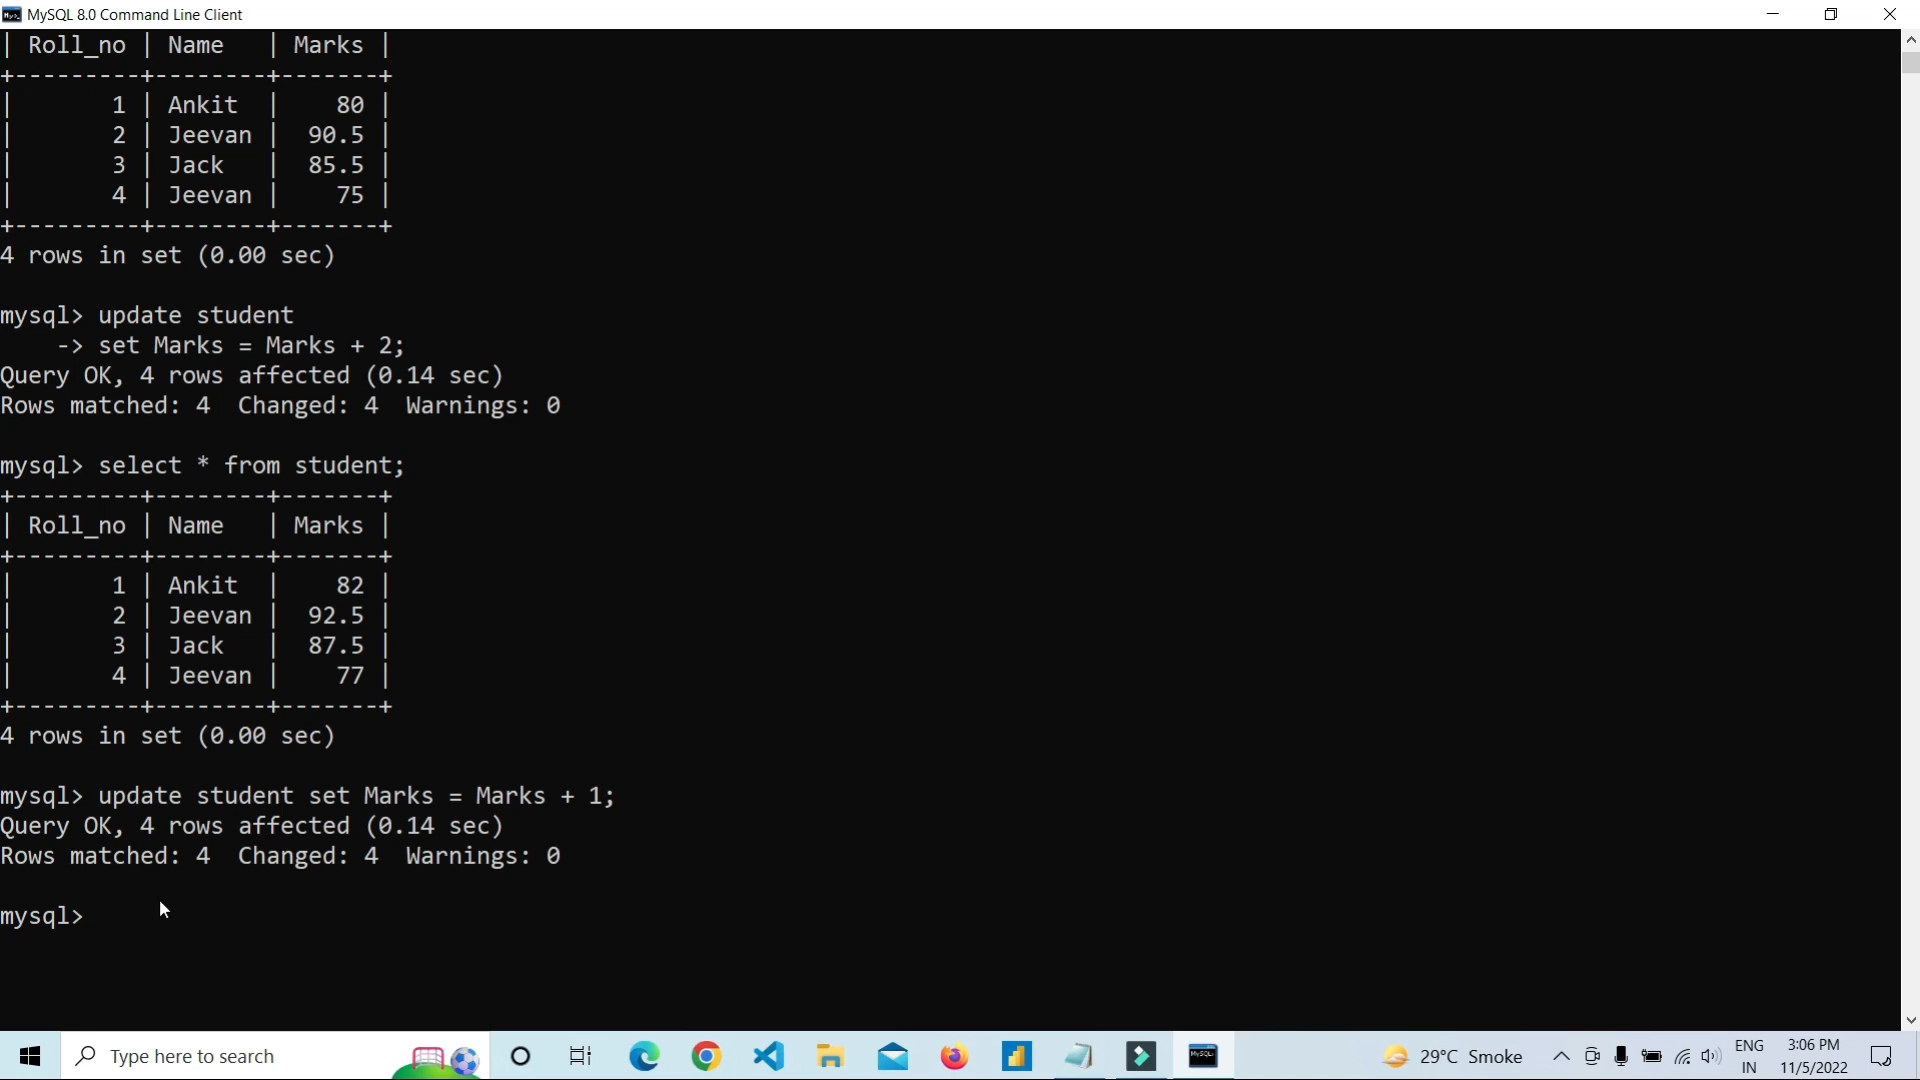 MySQL 8.0 Command Line Client
| Roll_no | Name   | Marks |
+---------+--------+-------+
|       1 | Ankit  |    80 |
|       2 | Jeevan |  90.5 |
|       3 | Jack   |  85.5 |
|       4 | Jeevan |    75 |
+---------+--------+-------+
4 rows in set (0.00 sec)
mysql> update student
    -> set Marks = Marks + 2;
Query OK, 4 rows affected (0.14 sec)
Rows matched: 4  Changed: 4  Warnings: 0
mysql> select * from student;
+---------+--------+-------+
| Roll_no | Name   | Marks |
+---------+--------+-------+
|       1 | Ankit  |    82 |
|       2 | Jeevan |  92.5 |
|       3 | Jack   |  87.5 |
|       4 | Jeevan |    77 |
+---------+--------+-------+
4 rows in set (0.00 sec)
mysql> update student set Marks = Marks + 1;
Query OK, 4 rows affected (0.14 sec)
Rows matched: 4  Changed: 4  Warnings: 0
mysql>
Type here to search
29°C Smoke
ENG
IN
3:06 PM
11/5/2022